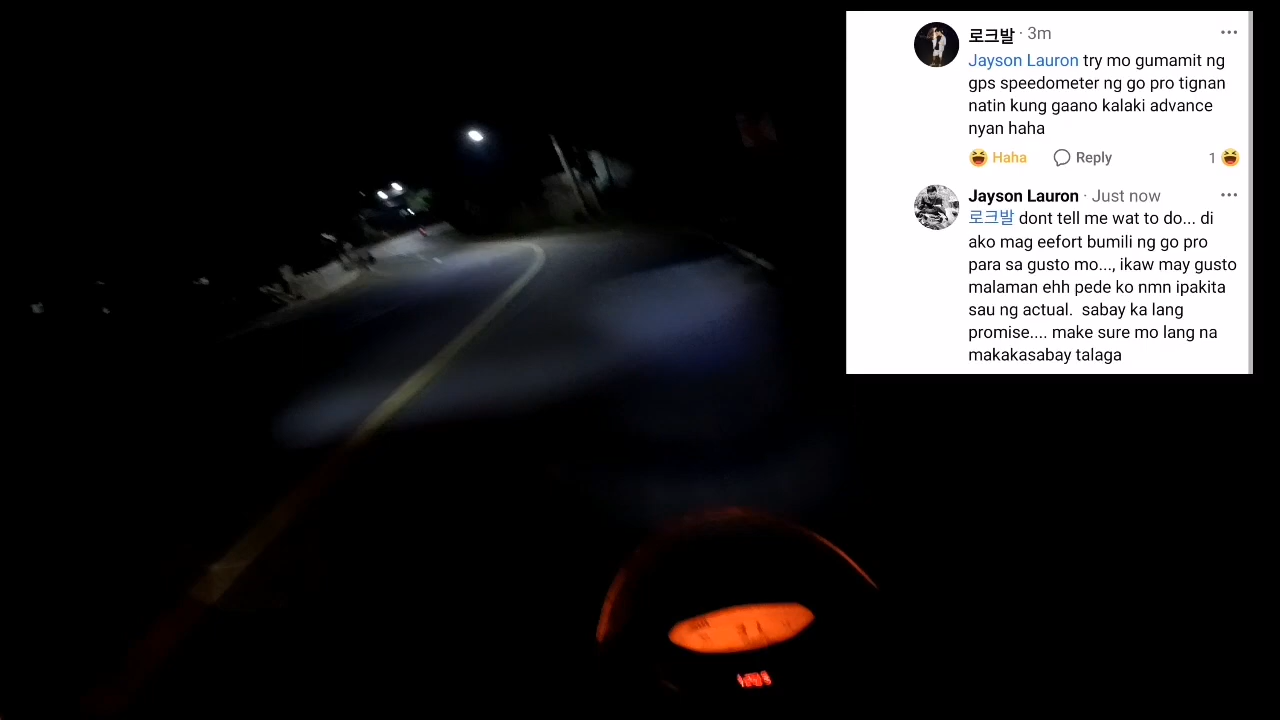 로크발 · 3m
Jayson Lauron try mo gumamit ng
gps speedometer ng go pro tignan
natin kung gaano kalaki advance
nyan haha
Haha Reply 1
Jayson Lauron · Just now
로크발 dont tell me wat to do... di
ako mag eefort bumili ng go pro
para sa gusto mo..., ikaw may gusto
malaman ehh pede ko nmn ipakita
sau ng actual. sabay ka lang
promise.... make sure mo lang na
makakasabay talaga